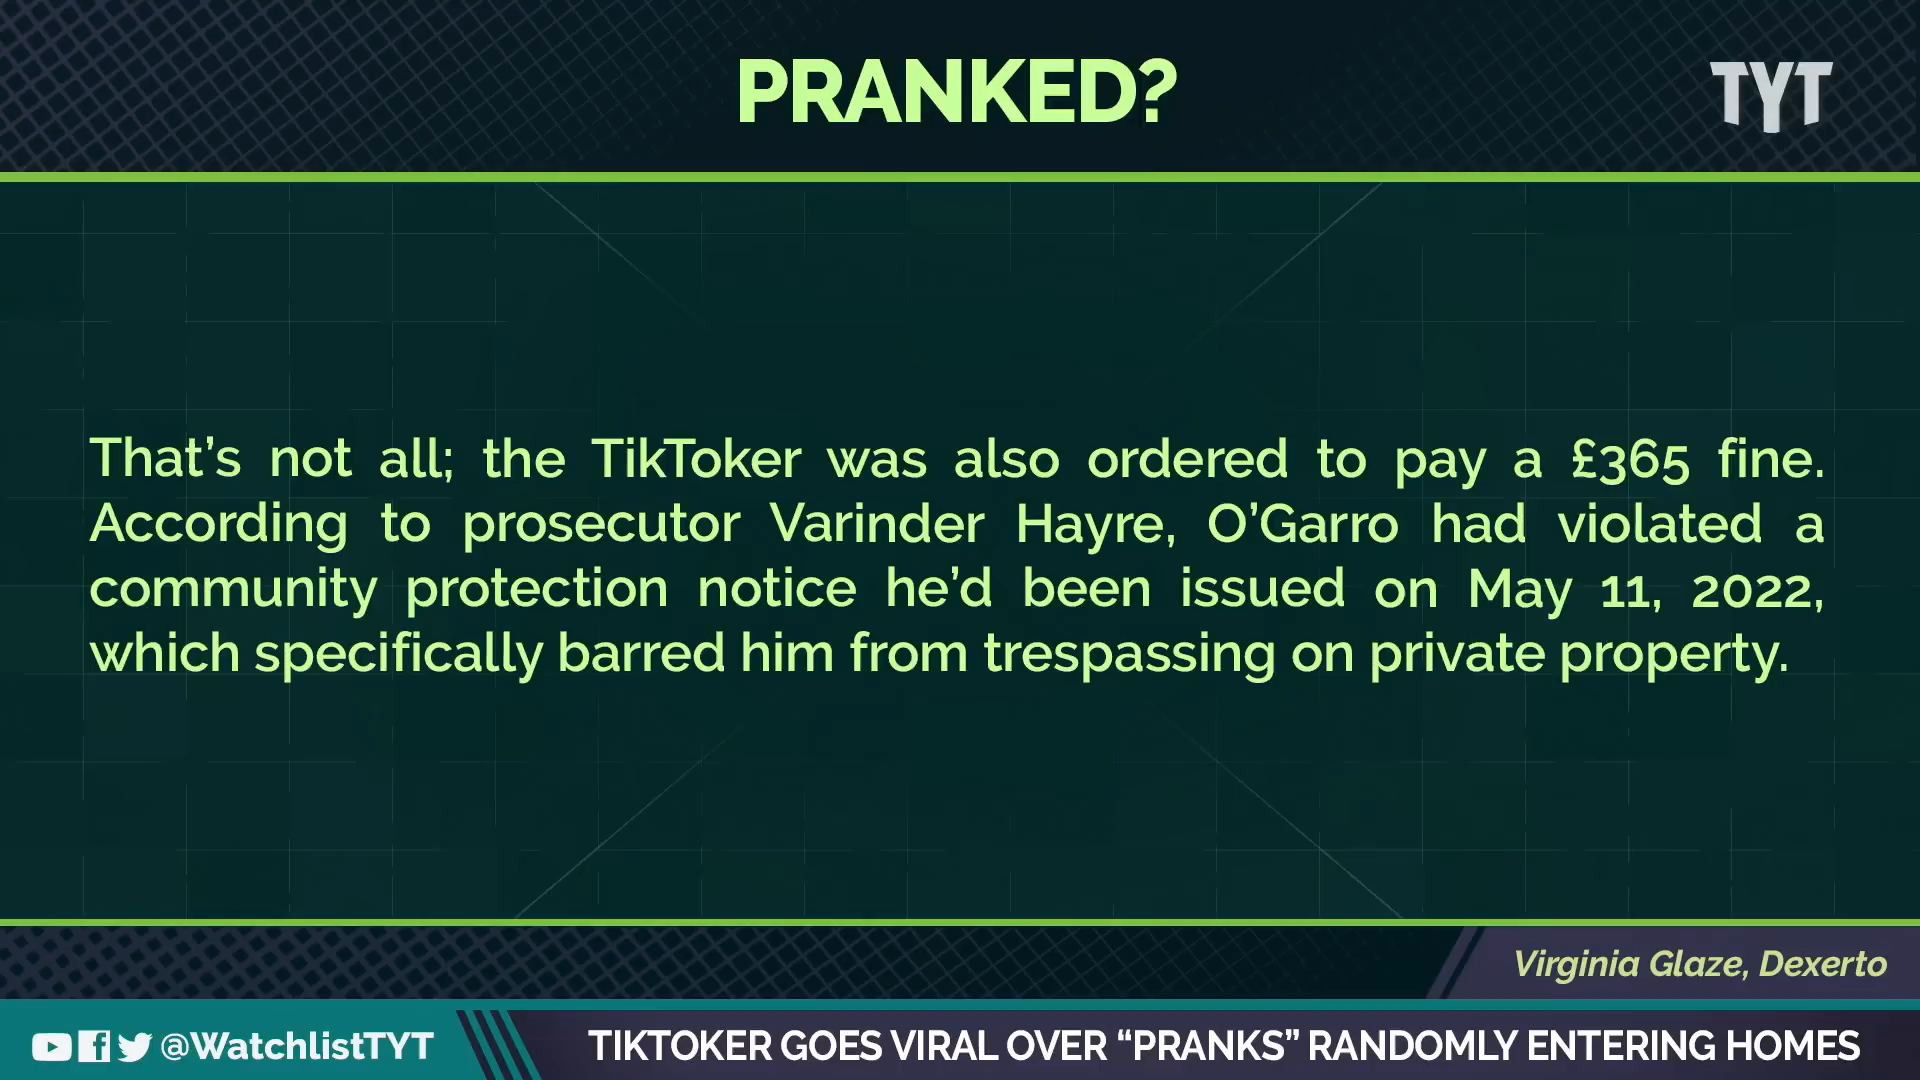 PRANKED?
TYT
That’s not all; the TikToker was also ordered to pay a £365 fine.
According to prosecutor Varinder Hayre, O’Garro had violated a
community protection notice he’d been issued on May 11, 2022,
which specifically barred him from trespassing on private property.
Virginia Glaze, Dexerto
@WatchlistTYT
TIKTOKER GOES VIRAL OVER “PRANKS” RANDOMLY ENTERING HOMES